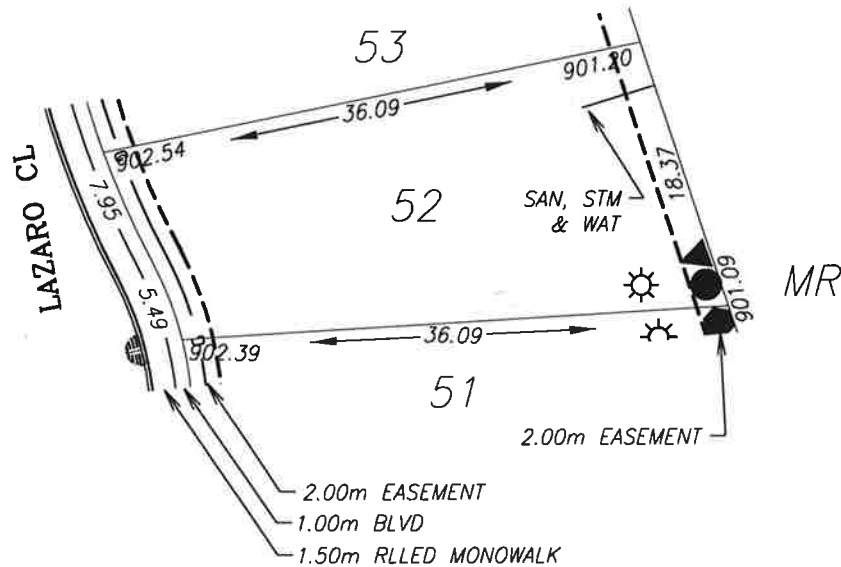 53
901.20
36.09
902.54
LAZARO CL
7.95
52
SAN, STM
& WAT
18.37
901.09
MR
5.49
902.39
36.09
51
2.00m EASEMENT
2.00m EASEMENT
1.00m BLVD
1.50m RLLED MONOWALK